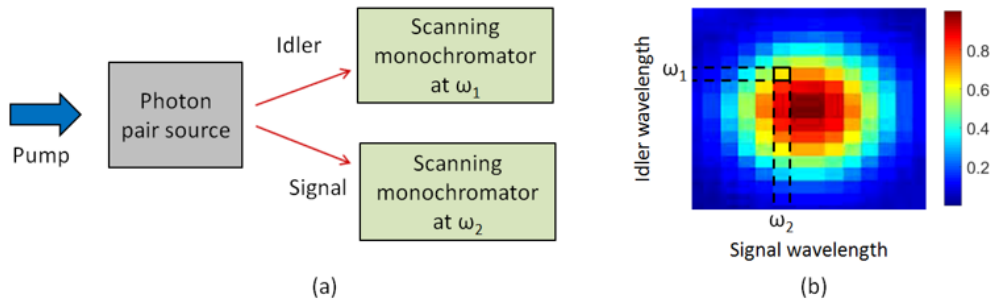 Pump
Photon
pair source
Idler
Signal
Scanning
monochromator
at ω₁
Scanning
monochromator
at ω₂
(a)
Idler wavelength
ω₁
ω₂
Signal wavelength
0.8
0.6
0.4
0.2
(b)